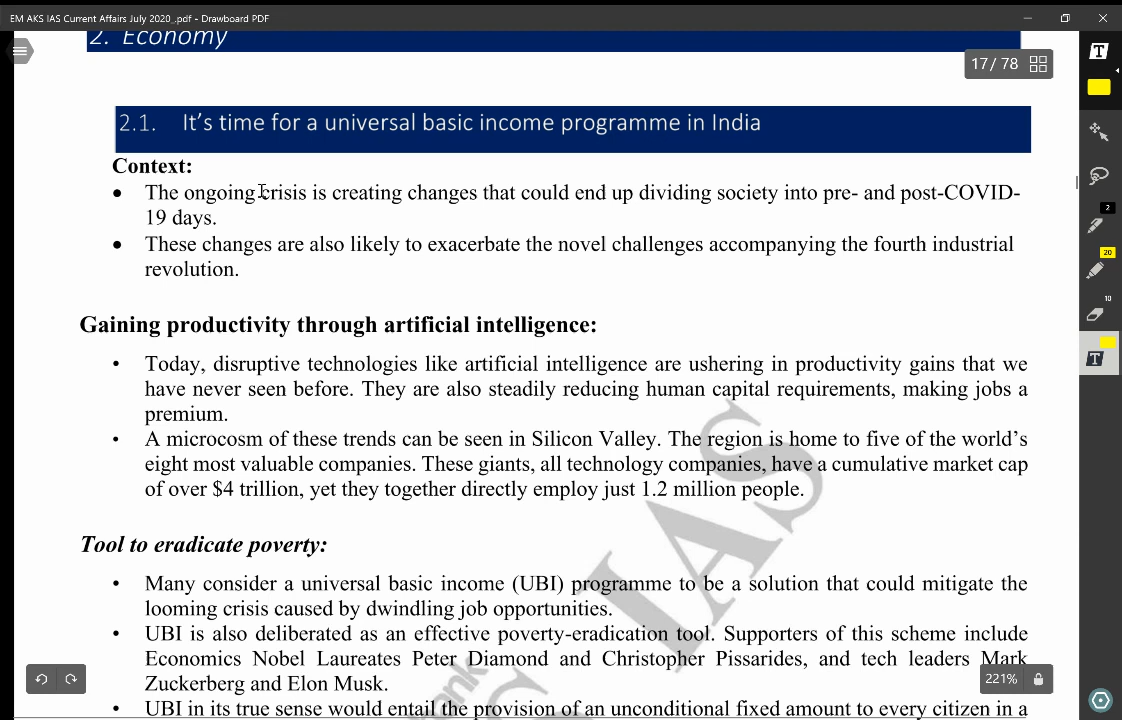 EM AKS IAS Current Affairs July 2020_.pdf - Drawboard PDF
2. Economy
17 / 78
2.1. It's time for a universal basic income programme in India
Context:
• The ongoing crisis is creating changes that could end up dividing society into pre- and post-COVID-
19 days.
• These changes are also likely to exacerbate the novel challenges accompanying the fourth industrial
revolution.
Gaining productivity through artificial intelligence:
• Today, disruptive technologies like artificial intelligence are ushering in productivity gains that we
have never seen before. They are also steadily reducing human capital requirements, making jobs a
premium.
• A microcosm of these trends can be seen in Silicon Valley. The region is home to five of the world's
eight most valuable companies. These giants, all technology companies, have a cumulative market cap
of over $4 trillion, yet they together directly employ just 1.2 million people.
Tool to eradicate poverty:
• Many consider a universal basic income (UBI) programme to be a solution that could mitigate the
looming crisis caused by dwindling job opportunities.
• UBI is also deliberated as an effective poverty-eradication tool. Supporters of this scheme include
Economics Nobel Laureates Peter Diamond and Christopher Pissarides, and tech leaders Mark
Zuckerberg and Elon Musk.
• UBI in its true sense would entail the provision of an unconditional fixed amount to every citizen in a
221%
IAS
T
2
20
10
T